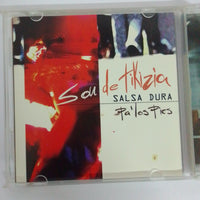 Son de Tikizia
SALSA DURA
Pa' los Pies